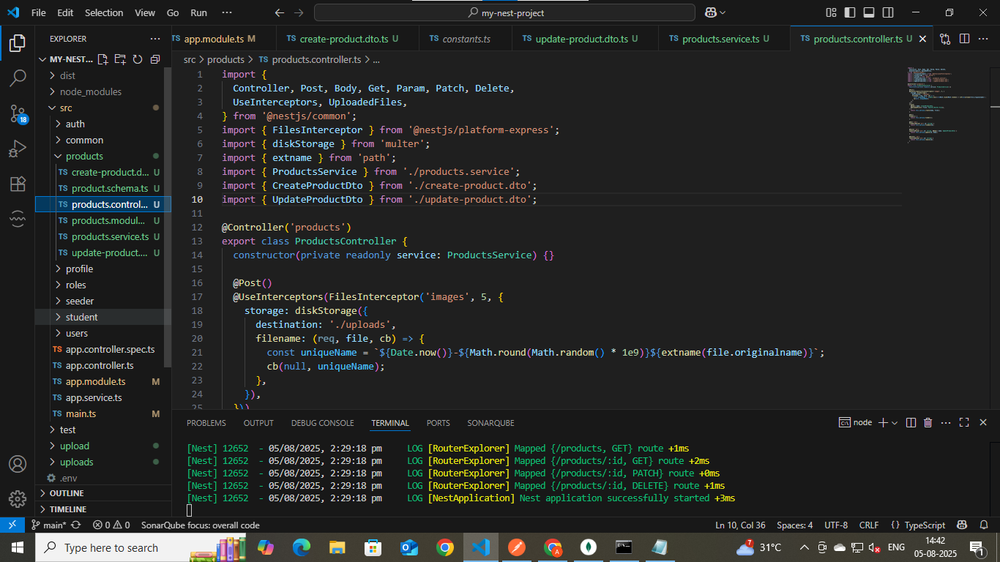 File Edit Selection View Go Run ··· my-nest-project
EXPLORER ···
app.module.ts M create-product.dto.ts U constants.ts update-product.dto.ts U products.service.ts U products.controller.ts U
MY-NEST...
src > products > TS products.controller.ts > ...
dist
node_modules
src
auth
common
products
TS create-product.d... U
TS product.schema.ts U
TS products.control... U
TS products.modul... U
TS products.service.ts U
TS update-product.... U
profile
roles
seeder
student
users
TS app.controller.spec.ts
TS app.controller.ts
TS app.module.ts M
TS app.service.ts
TS main.ts M
test
upload
uploads
.env
OUTLINE
TIMELINE
18
1 import {
2 Controller, Post, Body, Get, Param, Patch, Delete,
3 UseInterceptors, UploadedFiles,
4 } from '@nestjs/common';
5 import { FilesInterceptor } from '@nestjs/platform-express';
6 import { diskStorage } from 'multer';
7 import { extname } from 'path';
8 import { ProductsService } from './products.service';
9 import { CreateProductDto } from './create-product.dto';
10 import { UpdateProductDto } from './update-product.dto';
11
12 @Controller('products')
13 export class ProductsController {
14 constructor(private readonly service: ProductsService) {}
15
16 @Post()
17 @UseInterceptors(FilesInterceptor('images', 5, {
18 storage: diskStorage({
19 destination: './uploads',
20 filename: (req, file, cb) => {
21 const uniqueName = `${Date.now()}-${Math.round(Math.random() * 1e9)}${extname(file.originalname)}`;
22 cb(null, uniqueName);
23 },
24 }),
25 }))
PROBLEMS OUTPUT DEBUG CONSOLE TERMINAL PORTS SONARQUBE node
[Nest] 12652 - 05/08/2025, 2:29:18 pm LOG [RouterExplorer] Mapped {/products, GET} route +1ms
[Nest] 12652 - 05/08/2025, 2:29:18 pm LOG [RouterExplorer] Mapped {/products/:id, GET} route +2ms
[Nest] 12652 - 05/08/2025, 2:29:18 pm LOG [RouterExplorer] Mapped {/products/:id, PATCH} route +0ms
[Nest] 12652 - 05/08/2025, 2:29:18 pm LOG [RouterExplorer] Mapped {/products/:id, DELETE} route +1ms
[Nest] 12652 - 05/08/2025, 2:29:18 pm LOG [NestApplication] Nest application successfully started +3ms
main* 0 0 SonarQube focus: overall code Ln 10, Col 36 Spaces: 4 UTF-8 CRLF {} TypeScript
Type here to search 7 31°C ENG 14:42
05-08-2025 1